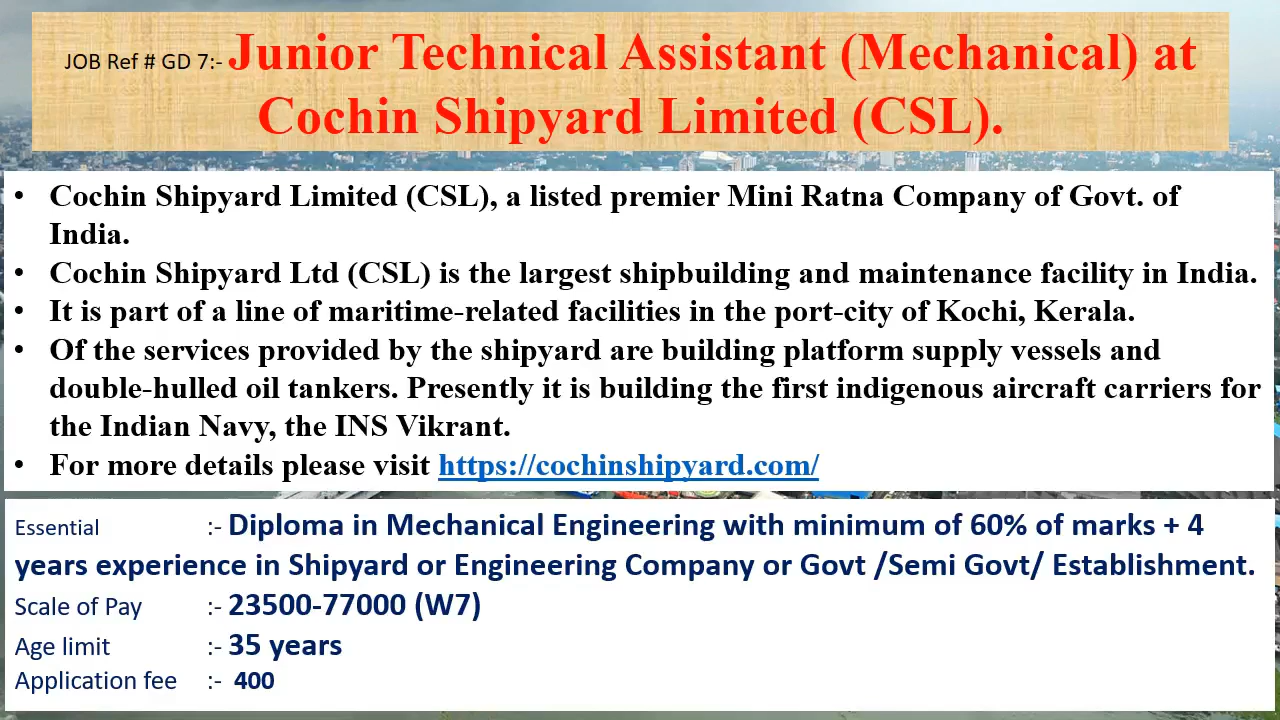 JOB Ref # GD 7:- Junior Technical Assistant (Mechanical) at
Cochin Shipyard Limited (CSL).
• Cochin Shipyard Limited (CSL), a listed premier Mini Ratna Company of Govt. of
India.
• Cochin Shipyard Ltd (CSL) is the largest shipbuilding and maintenance facility in India.
• It is part of a line of maritime-related facilities in the port-city of Kochi, Kerala.
• Of the services provided by the shipyard are building platform supply vessels and
double-hulled oil tankers. Presently it is building the first indigenous aircraft carriers for
the Indian Navy, the INS Vikrant.
• For more details please visit https://cochinshipyard.com/
Essential :- Diploma in Mechanical Engineering with minimum of 60% of marks + 4
years experience in Shipyard or Engineering Company or Govt /Semi Govt/ Establishment.
Scale of Pay :- 23500-77000 (W7)
Age limit :- 35 years
Application fee :- 400